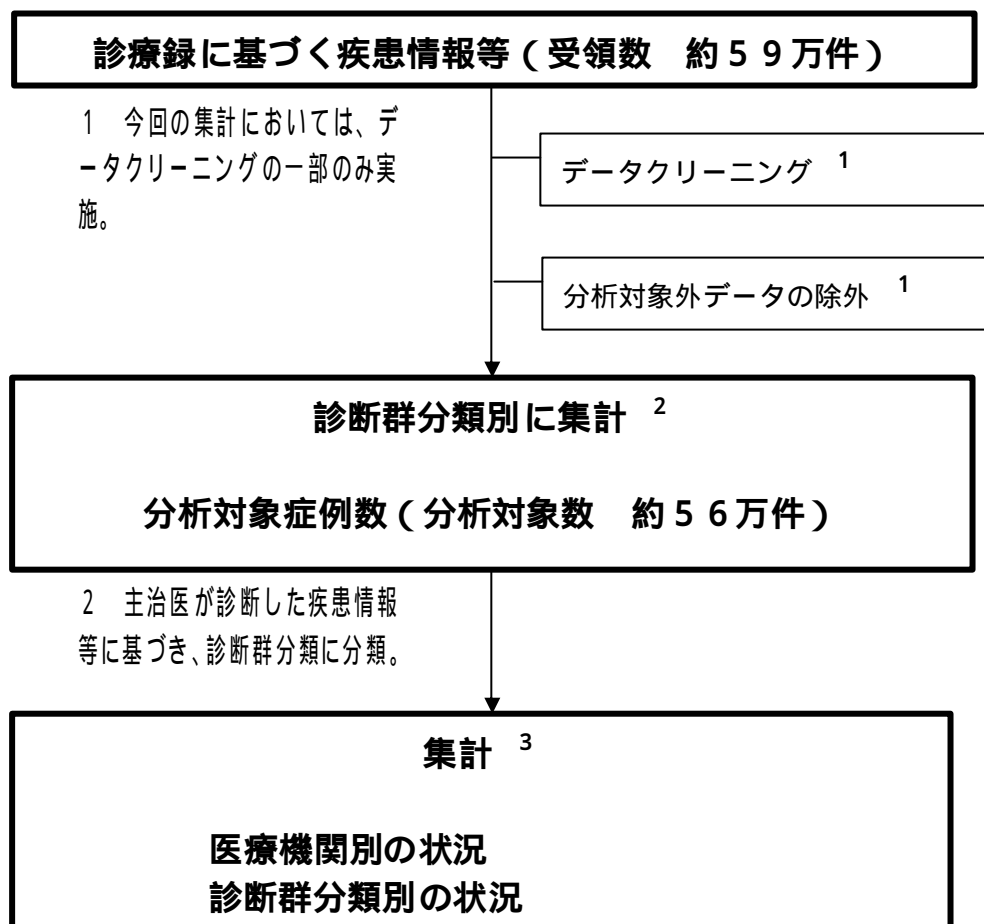 診療録に基づく疾患情報等（受領数　約５９万件）
1　今回の集計においては、デ
ータクリーニングの一部のみ実
施。
データクリーニング　1
分析対象外データの除外　1
診断群分類別に集計　2
分析対象症例数（分析対象数　約５６万件）
2　主治医が診断した疾患情報
等に基づき、診断群分類に分類。
集計　3
医療機関別の状況
診断群分類別の状況